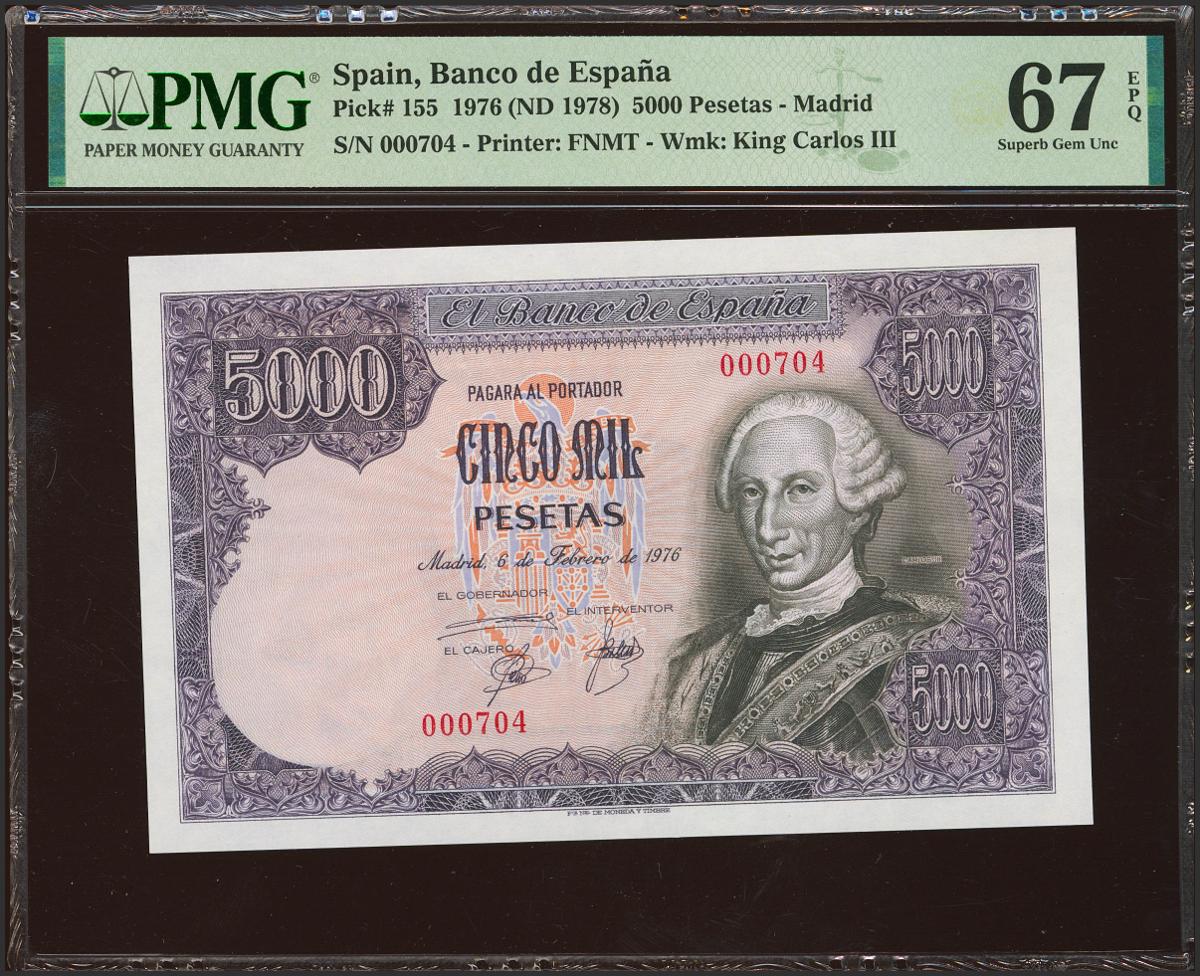 PMG®
PAPER MONEY GUARANTY
Spain, Banco de España
Pick# 155 1976 (ND 1978) 5000 Pesetas - Madrid
S/N 000704 - Printer: FNMT - Wmk: King Carlos III
67 EPQ
Superb Gem Unc
El Banco de España
5000
5000
000704
PAGARA AL PORTADOR
CINCO MIL
PESETAS
Madrid, 6 de Febrero de 1976
EL GOBERNADOR
EL INTERVENTOR
EL CAJERO
CARLOS III
5000
000704